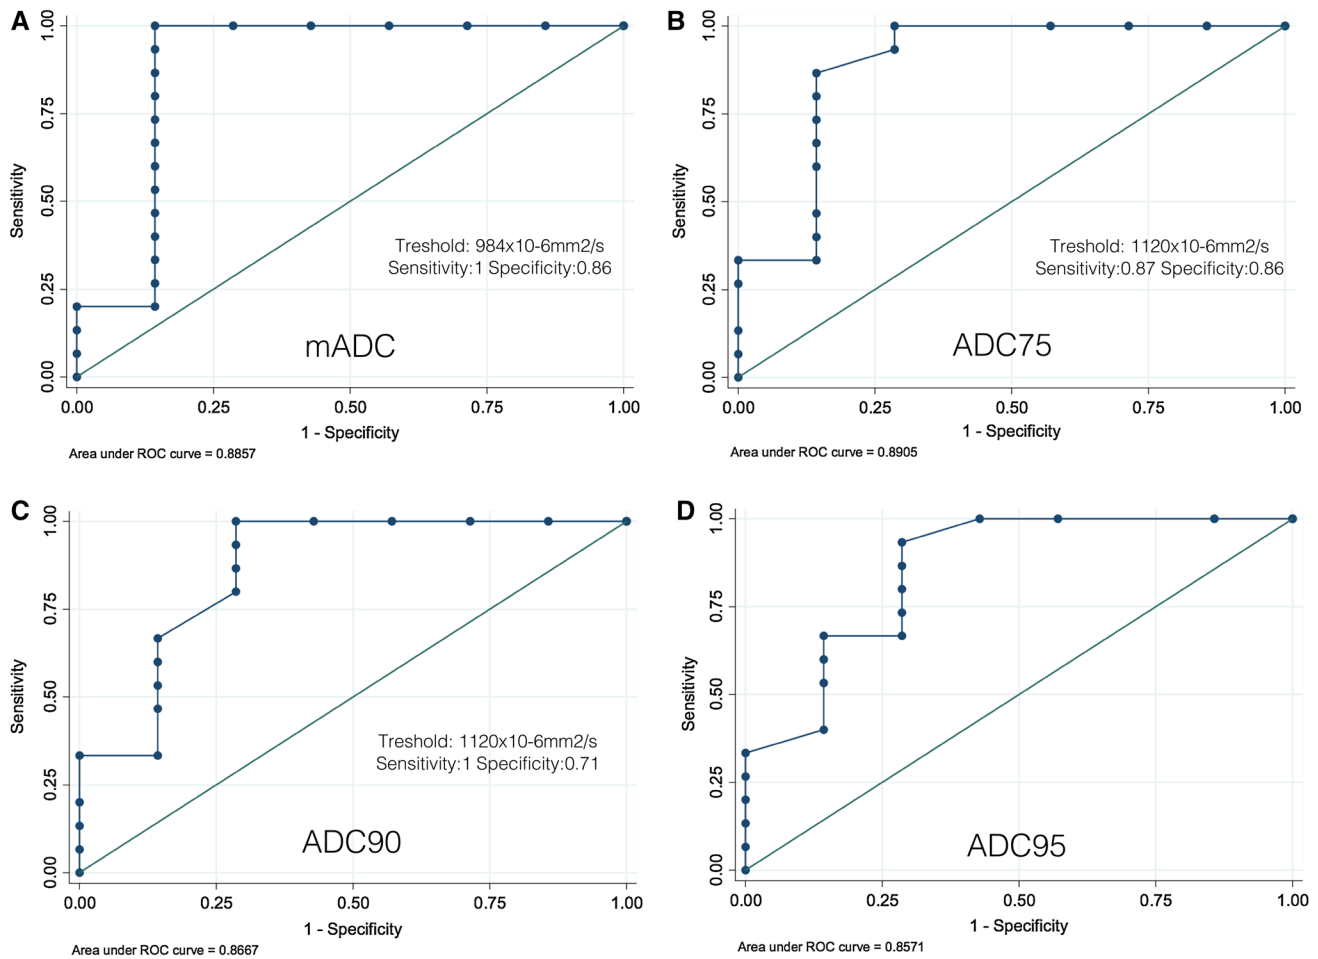 A
1.00
0.75
0.50
0.25
0.00
Sensitivity
Treshold: 984x10-6mm2/s
Sensitivity:1 Specificity:0.86
mADC
0.00 0.25 0.50 0.75 1.00
1 - Specificity
Area under ROC curve = 0.8857
B
1.00
0.75
0.50
0.25
0.00
Sensitivity
Treshold: 1120x10-6mm2/s
Sensitivity:0.87 Specificity:0.86
ADC75
0.00 0.25 0.50 0.75 1.00
1 - Specificity
Area under ROC curve = 0.8905
C
1.00
0.75
0.50
0.25
0.00
Sensitivity
Treshold: 1120x10-6mm2/s
Sensitivity:1 Specificity:0.71
ADC90
0.00 0.25 0.50 0.75 1.00
1 - Specificity
Area under ROC curve = 0.8667
D
1.00
0.75
0.50
0.25
0.00
Sensitivity
ADC95
0.00 0.25 0.50 0.75 1.00
1 - Specificity
Area under ROC curve = 0.8571